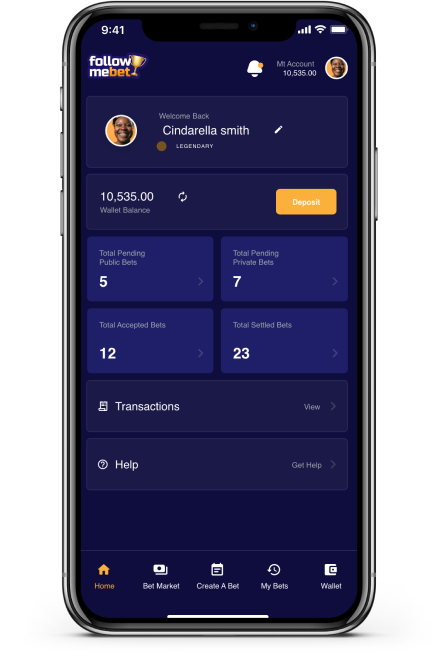 9:41
follow
mebet
Mt Account
10,535.00
Welcome Back
Cindarella smith
LEGENDARY
10,535.00
Wallet Balance
Deposit
Total Pending
Public Bets
5
Total Pending
Private Bets
7
Total Accepted Bets
12
Total Settled Bets
23
Transactions
View
Help
Get Help
Home
Bet Market
Create A Bet
My Bets
Wallet